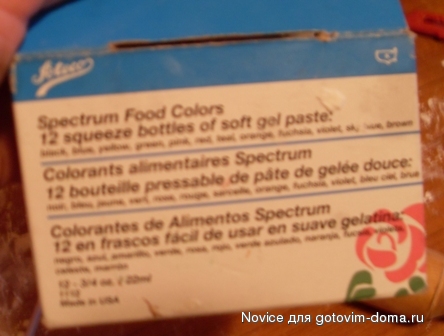 Ateco
Spectrum Food Colors
12 squeeze bottles of soft gel paste:
black, blue, yellow, green, pink, red, teal, orange, fuchsia, violet, sky blue, brown
Colorants alimentaires Spectrum
12 bouteille pressable de pâte de gelée douce:
noir, bleu, jaune, vert, rose, rouge, sarcelle, orange, fuchsia, violet, bleu ciel, brun
Colorantes de Alimentos Spectrum
12 en frascos fácil de usar en suave gelatina:
negro, azul, amarillo, verde, rosa, rojo, verde azulado, naranja, fucsia, violeta,
celeste, marrón
12 - 3/4 oz. / 22ml
1112
Made in USA
Novice для gotovim-doma.ru